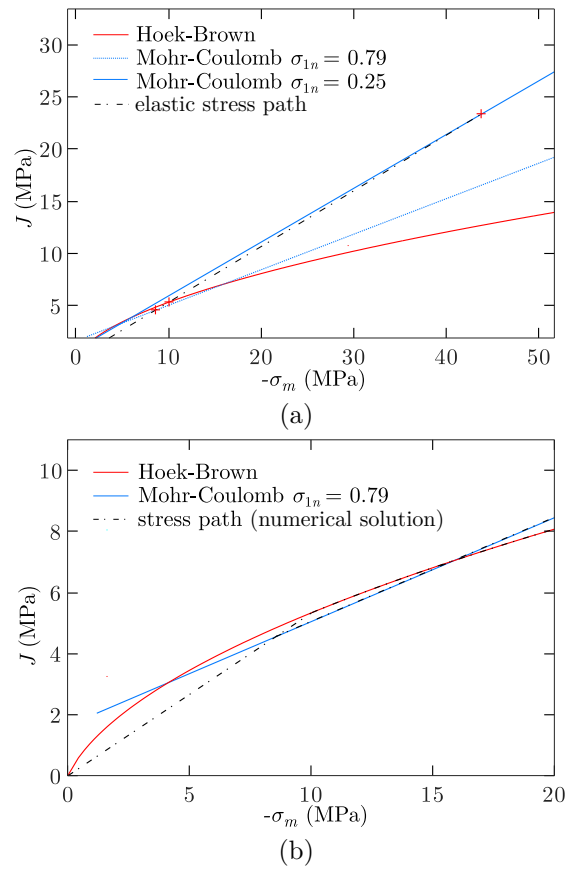 Hoek-Brown
Mohr-Coulomb σ1n = 0.79
Mohr-Coulomb σ1n = 0.25
elastic stress path
J (MPa)
30
25
20
15
10
5
0
10
20
30
40
50
-σm (MPa)
(a)
Hoek-Brown
Mohr-Coulomb σ1n = 0.79
stress path (numerical solution)
J (MPa)
10
8
6
4
2
0
0
5
10
15
20
-σm (MPa)
(b)